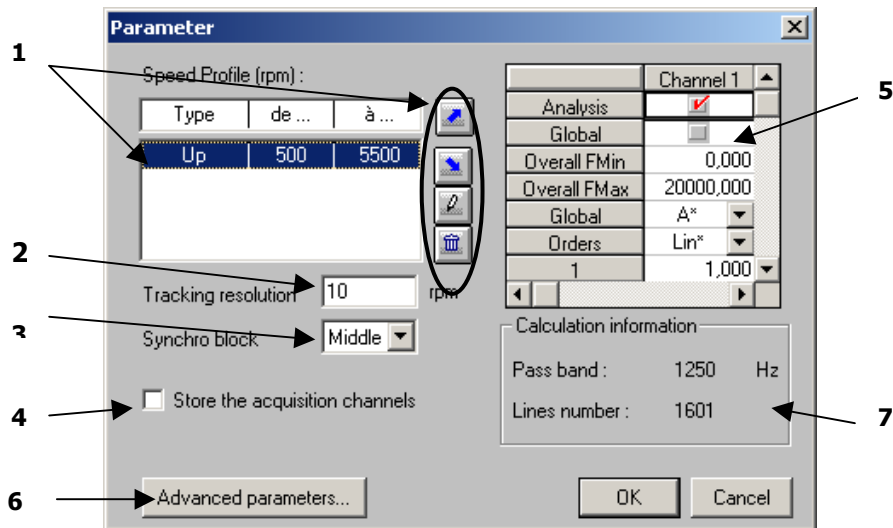 Parameter
1
Speed Profile (rpm) :
Type de ... à ...
Up 500 5500
Channel 1
Analysis
Global
Overall FMin 0,000
Overall FMax 20000,000
Global A*
Orders Lin*
1 1,000
5
2
Tracking resolution 10 rpm
3
Synchro block Middle
4
Store the acquisition channels
Calculation information
Pass band : 1250 Hz
Lines number : 1601
7
6
Advanced parameters...
OK
Cancel